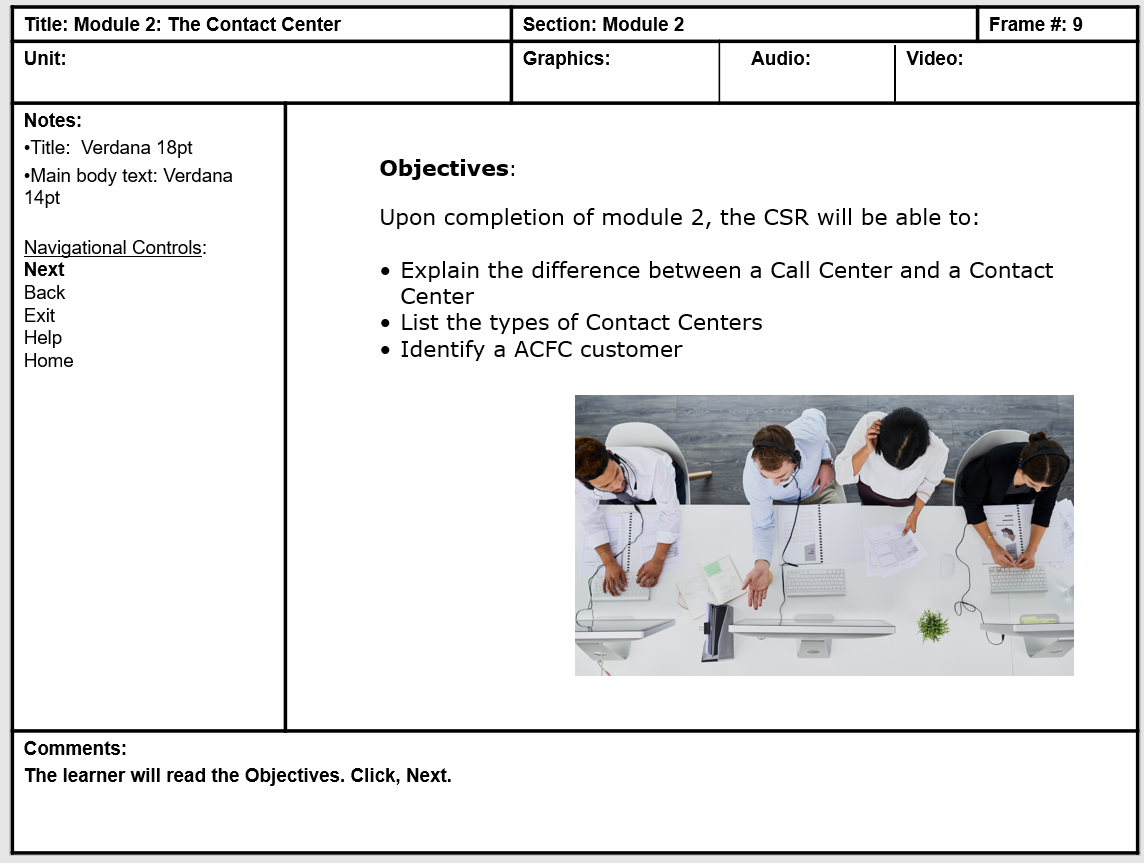 Title: Module 2: The Contact Center
Section: Module 2
Frame #: 9
Unit:
Graphics:
Audio:
Video:
Notes:
•Title:  Verdana 18pt
•Main body text: Verdana
14pt
Navigational Controls:
Next
Back
Exit
Help
Home
Objectives:
Upon completion of module 2, the CSR will be able to:
• Explain the difference between a Call Center and a Contact
Center
• List the types of Contact Centers
• Identify a ACFC customer
Comments:
The learner will read the Objectives. Click, Next.